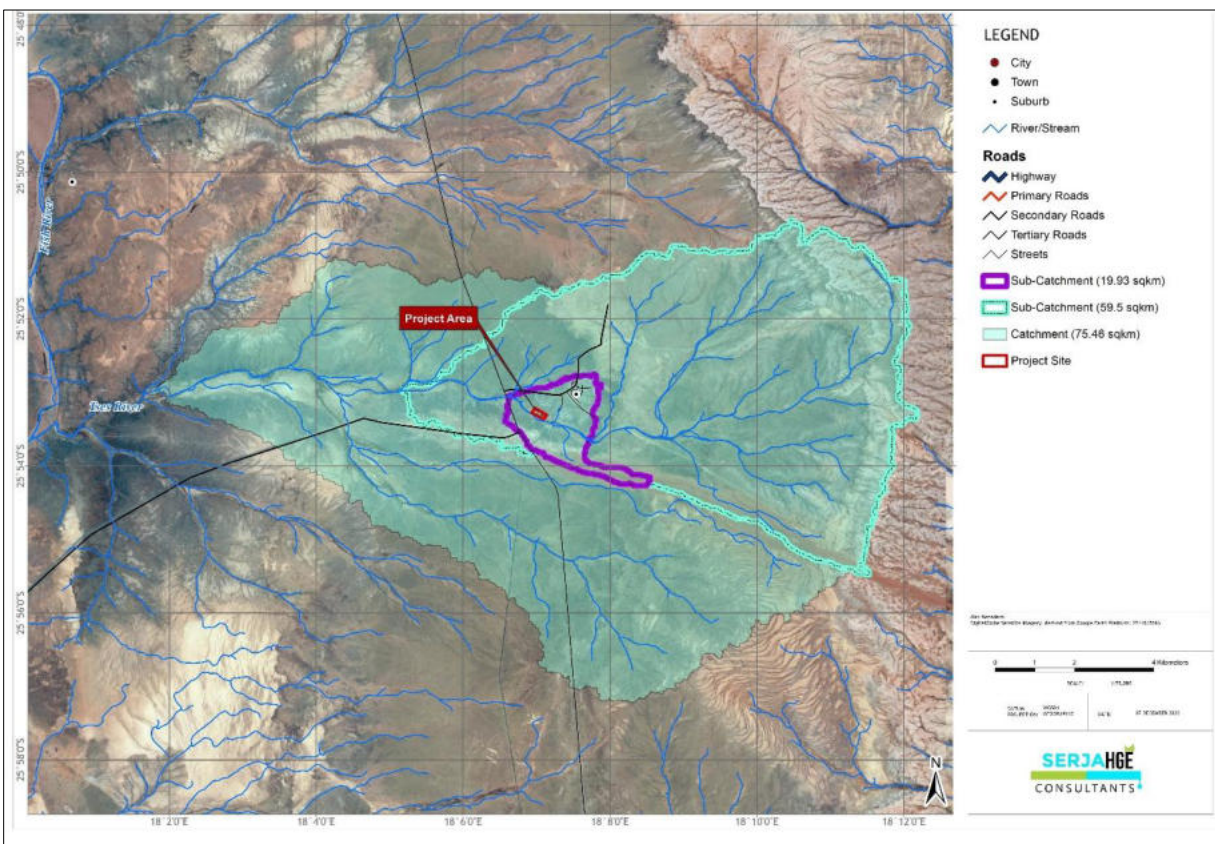 25°48'0"S
25°50'0"S
25°52'0"S
25°54'0"S
25°56'0"S
25°58'0"S
Fish River
Project Area
Tses River
18°2'0"E
18°4'0"E
18°6'0"E
18°8'0"E
18°10'0"E
18°12'0"E
LEGEND
City
Town
Suburb
River/Stream
Roads
Highway
Primary Roads
Secondary Roads
Tertiary Roads
Streets
Sub-Catchment (19.93 sqkm)
Sub-Catchment (59.5 sqkm)
Catchment (75.46 sqkm)
Project Site
0 1 2 4 Kilometers
N
SERJA HGE
CONSULTANTS